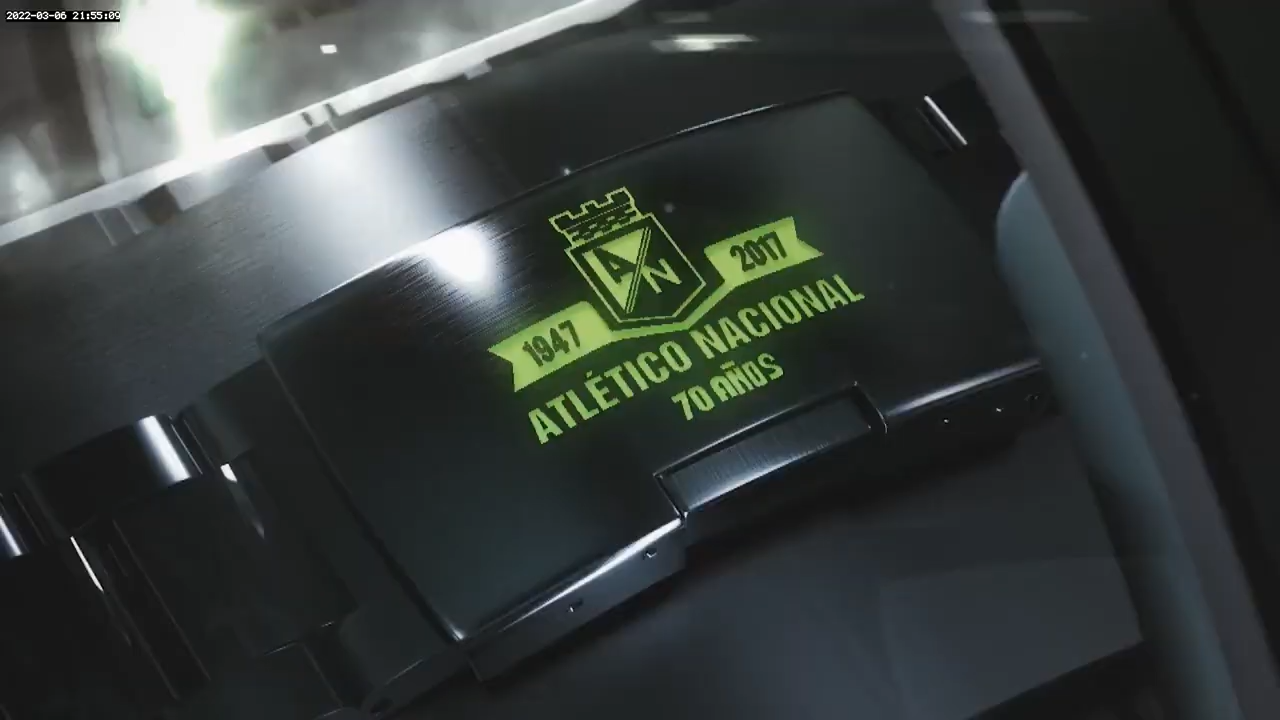 2022-03-06 21:55:09
AN
1947
2017
ATLÉTICO NACIONAL
70 AÑOS